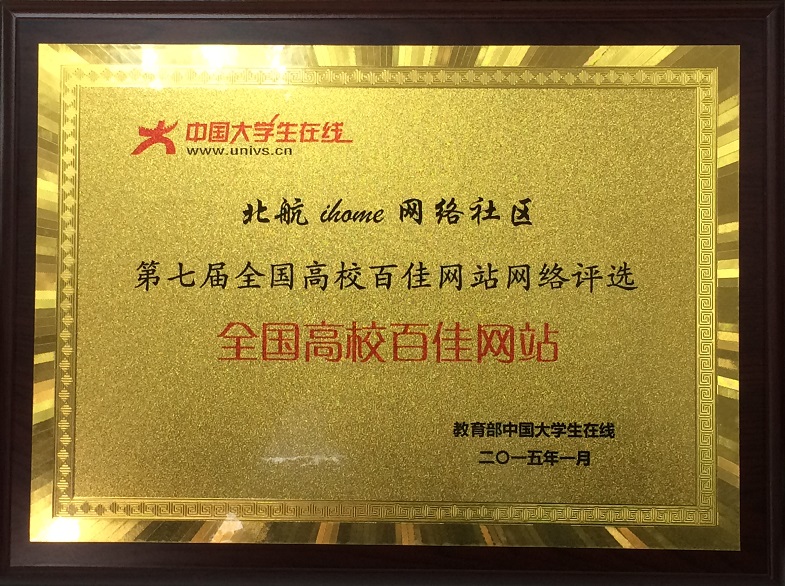 中国大学生在线
www.univs.cn
北航 ihome 网络社区
第七届全国高校百佳网站网络评选
全国高校百佳网站
教育部中国大学生在线
二〇一五年一月